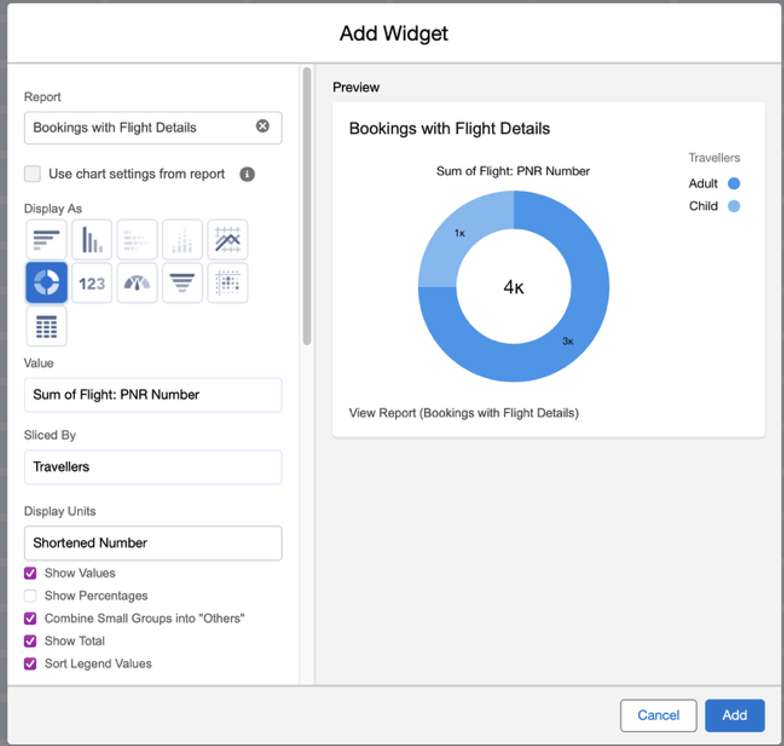 Add Widget
Report
Bookings with Flight Details
Use chart settings from report
Display As
123
Value
Sum of Flight: PNR Number
Sliced By
Travellers
Display Units
Shortened Number
Show Values
Show Percentages
Combine Small Groups into "Others"
Show Total
Sort Legend Values
Preview
Bookings with Flight Details
Sum of Flight: PNR Number
Travellers
Adult
Child
1K
4K
3K
View Report (Bookings with Flight Details)
Cancel
Add